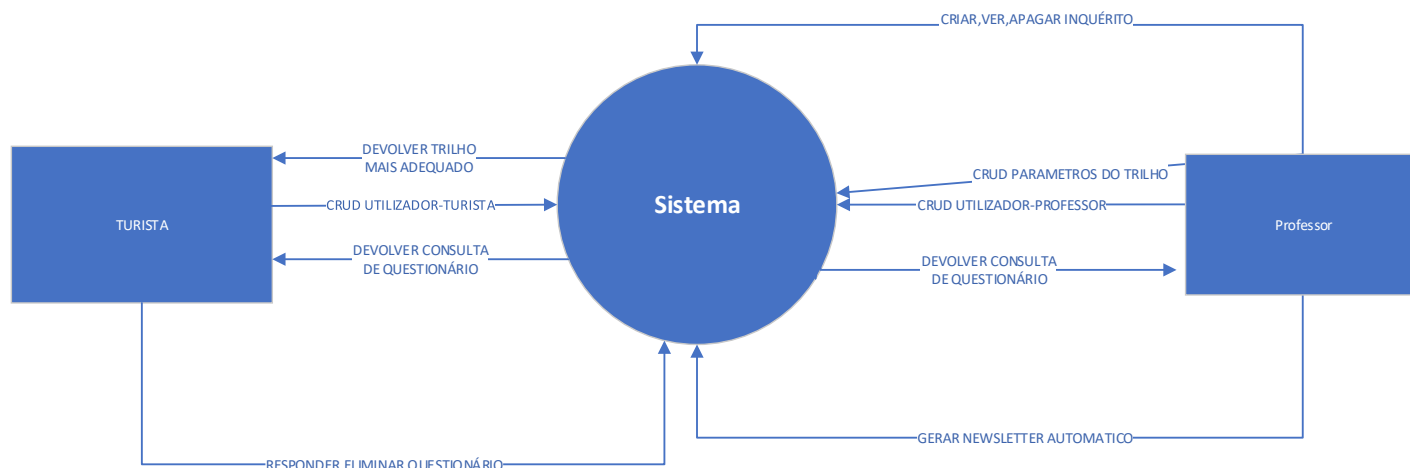 CRIAR,VER,APAGAR INQUÉRITO
DEVOLVER TRILHO
MAIS ADEQUADO
CRUD PARAMETROS DO TRILHO
TURISTA
CRUD UTILIZADOR-TURISTA
Sistema
CRUD UTILIZADOR-PROFESSOR
Professor
DEVOLVER CONSULTA
DE QUESTIONÁRIO
DEVOLVER CONSULTA
DE QUESTIONÁRIO
GERAR NEWSLETTER AUTOMATICO
RESPONDER ELIMINAR QUESTIONÁRIO